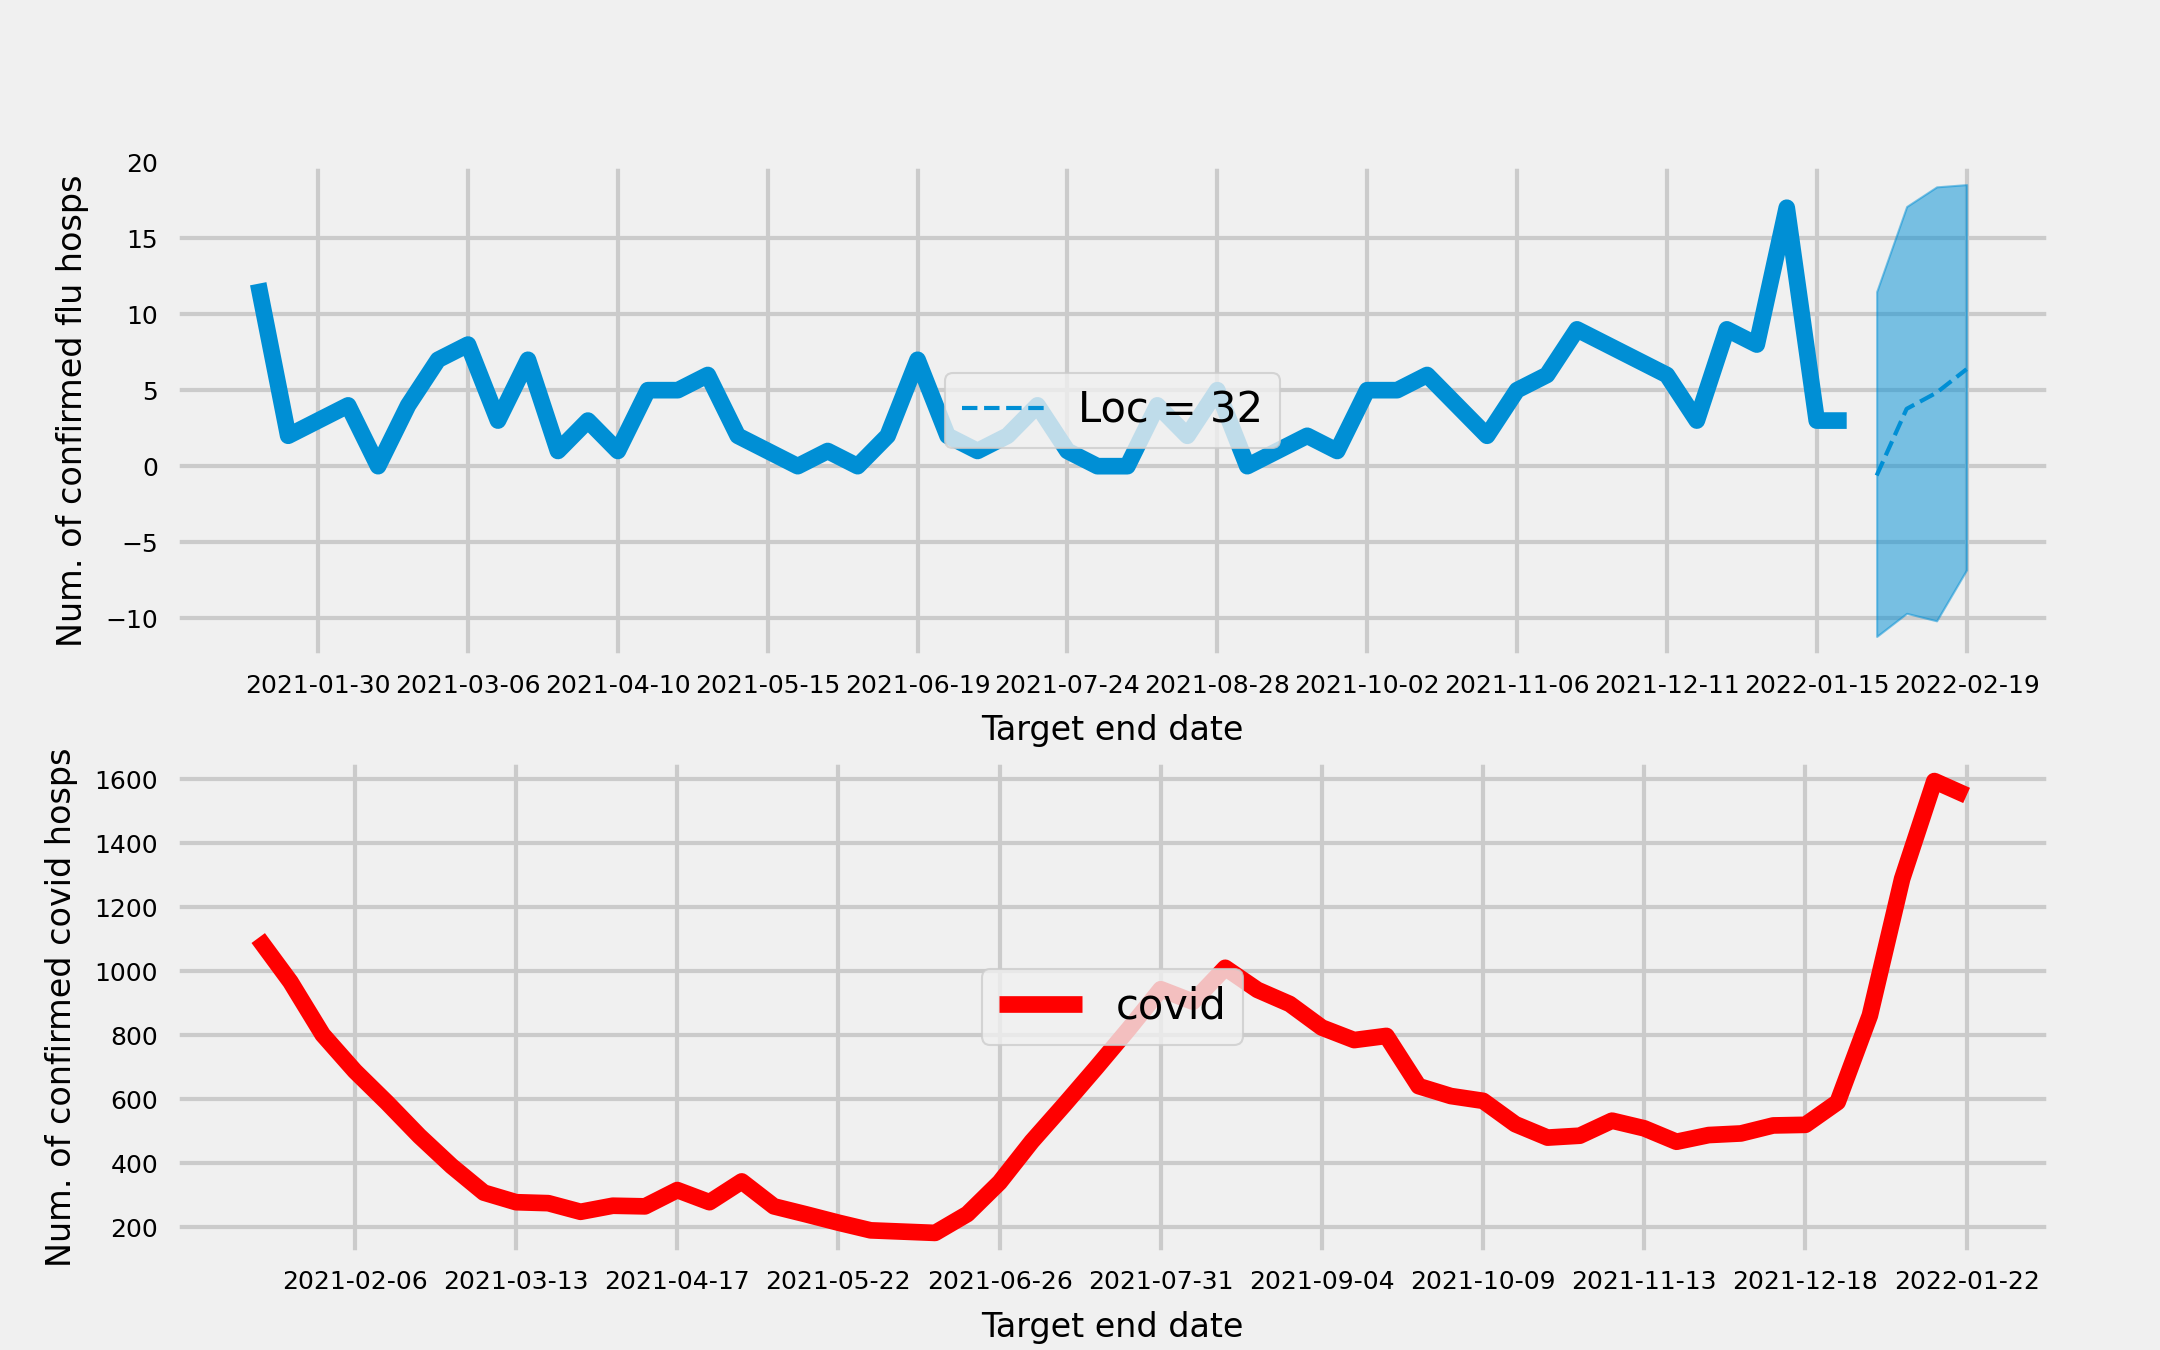 Num. of confirmed flu hosps
20
15
10
5
0
−5
−10
Loc = 32
2021-01-30 2021-03-06 2021-04-10 2021-05-15 2021-06-19 2021-07-24 2021-08-28 2021-10-02 2021-11-06 2021-12-11 2022-01-15 2022-02-19
Target end date
Num. of confirmed covid hosps
1600
1400
1200
1000
800
600
400
200
covid
2021-02-06 2021-03-13 2021-04-17 2021-05-22 2021-06-26 2021-07-31 2021-09-04 2021-10-09 2021-11-13 2021-12-18 2022-01-22
Target end date